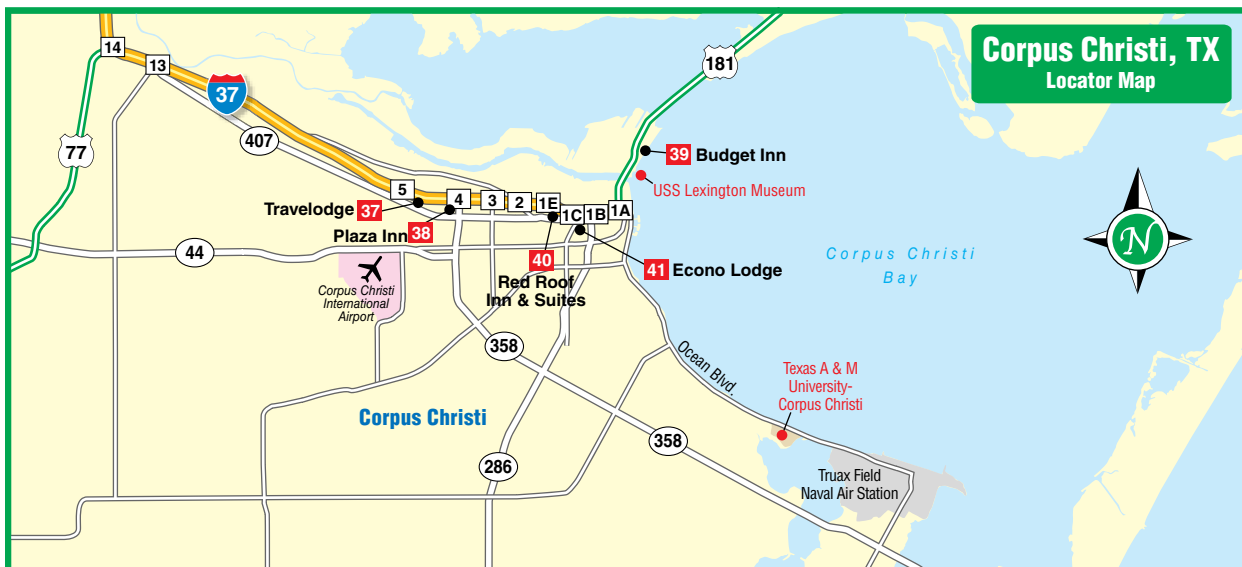 Corpus Christi, TX
Locator Map
14
13
37
181
77
407
39 Budget Inn
USS Lexington Museum
5
4
3
2
1E
1C
1B
1A
Travelodge 37
Plaza Inn 38
44
40
Red Roof
Inn & Suites
41 Econo Lodge
Corpus Christi
Bay
N
Corpus Christi
International
Airport
358
Ocean Blvd.
Texas A & M
University-
Corpus Christi
Corpus Christi
358
286
Truax Field
Naval Air Station